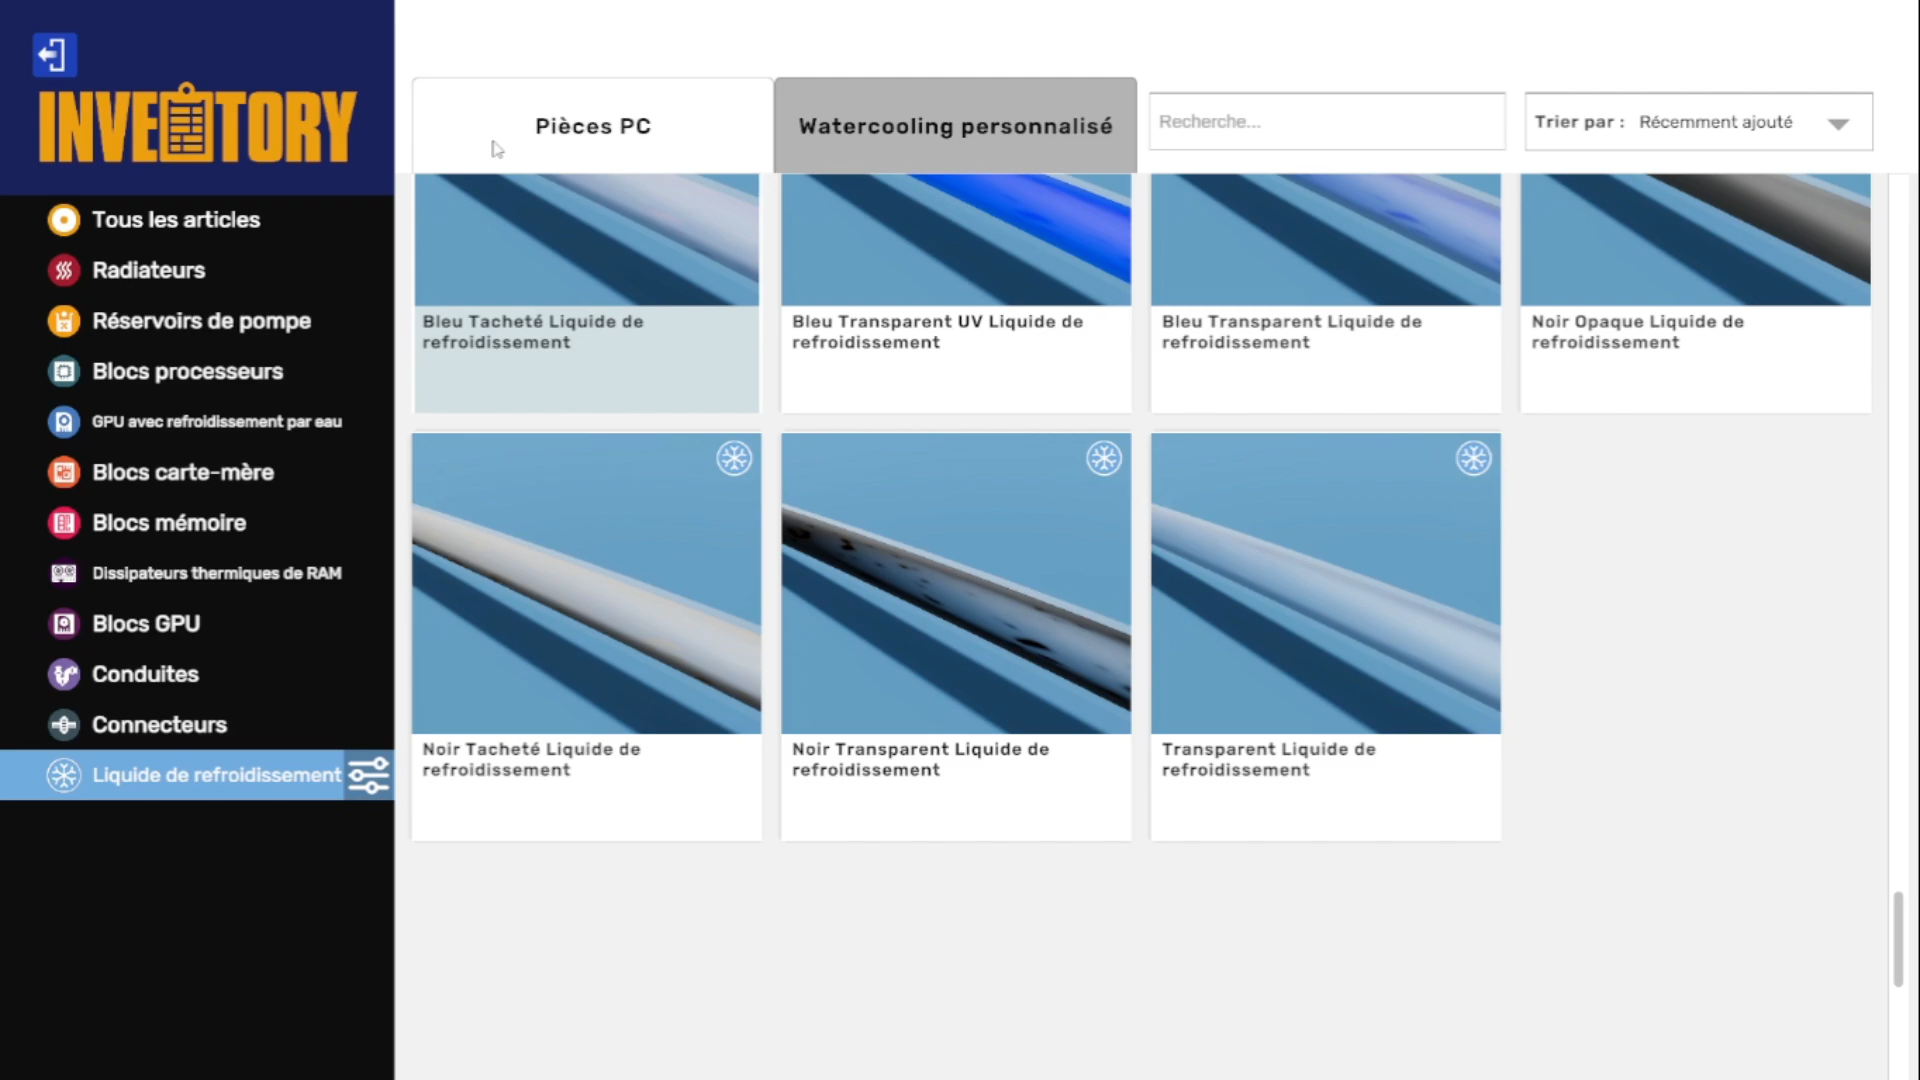 INVENTORY
Tous les articles
Radiateurs
Réservoirs de pompe
Blocs processeurs
GPU avec refroidissement par eau
Blocs carte-mère
Blocs mémoire
Dissipateurs thermiques de RAM
Blocs GPU
Conduites
Connecteurs
Liquide de refroidissement
Pièces PC
Watercooling personnalisé
Recherche...
Trier par : Récemment ajouté
Bleu Tacheté Liquide de
refroidissement
Bleu Transparent UV Liquide de
refroidissement
Bleu Transparent Liquide de
refroidissement
Noir Opaque Liquide de
refroidissement
Noir Tacheté Liquide de
refroidissement
Noir Transparent Liquide de
refroidissement
Transparent Liquide de
refroidissement